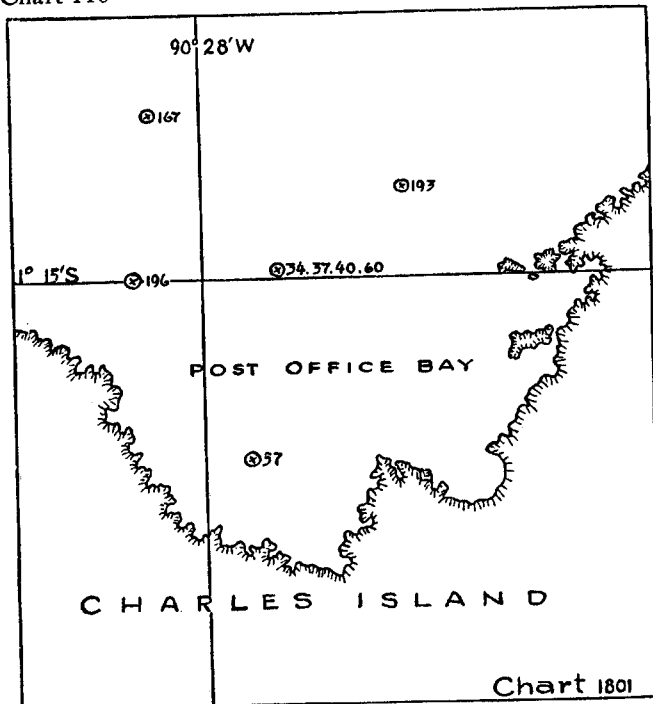 Chart 118
90° 28'W
⊗167
⊗193
1° 15'S ⊗196 ⊗34.37.40.60
POST OFFICE BAY
⊗57
CHARLES ISLAND
Chart 1801